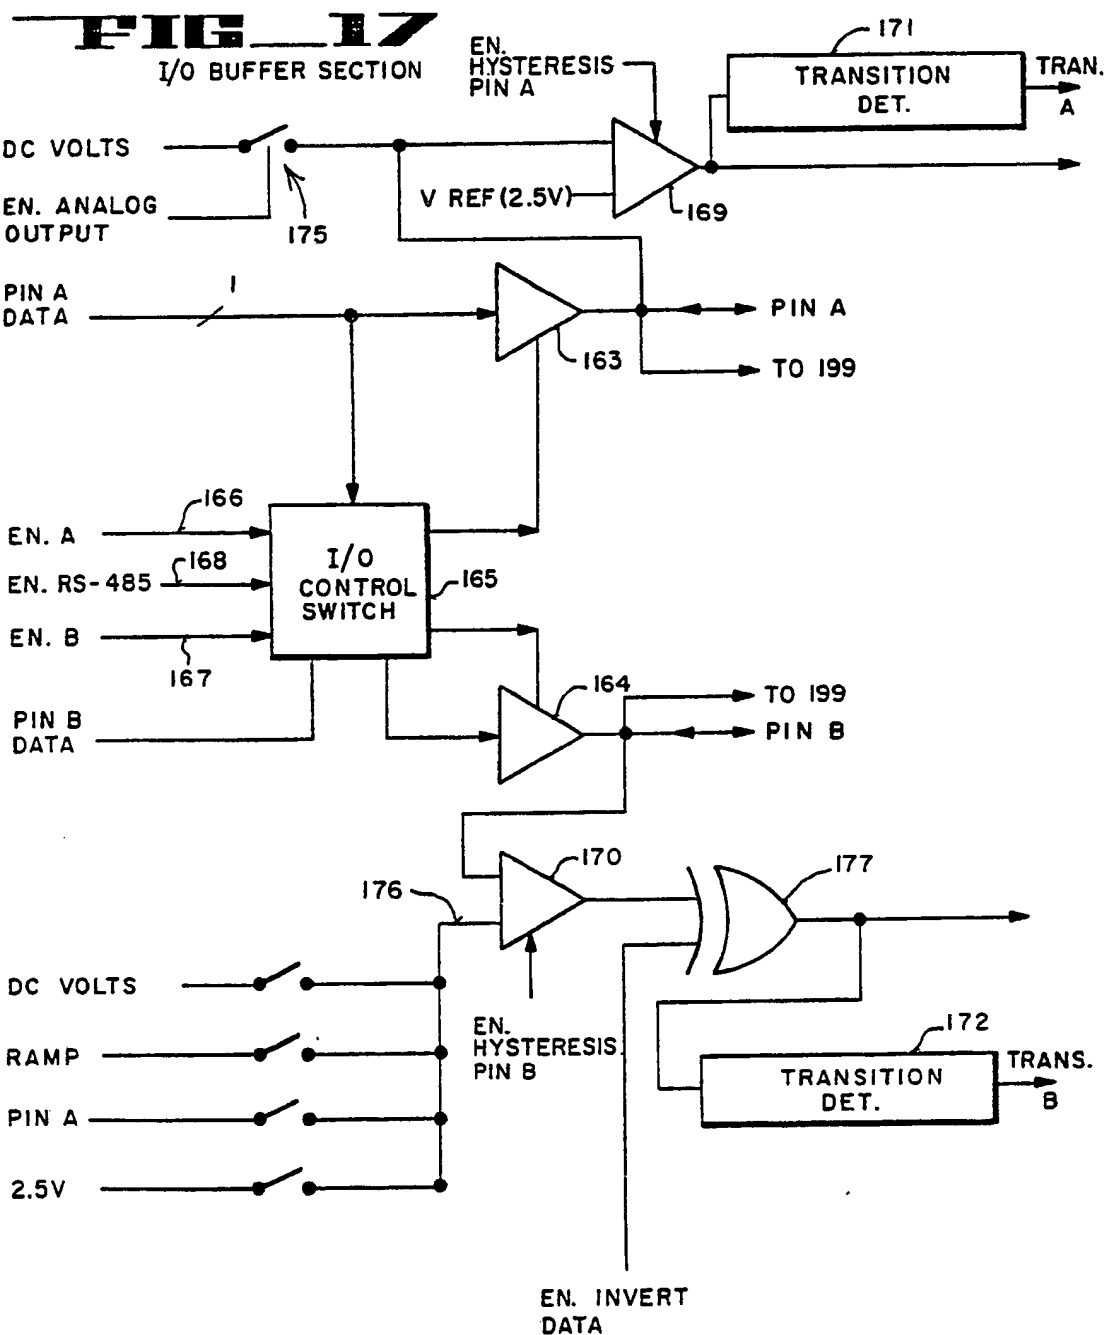 FIG_17
I/O BUFFER SECTION
EN.
HYSTERESIS
PIN A
171
TRANSITION
DET.
TRAN.
A
DC VOLTS
EN. ANALOG
OUTPUT
175
V REF (2.5V)
169
PIN A
DATA
1
163
PIN A
TO 199
166
EN. A
168
EN. RS-485
EN. B
167
I/O
CONTROL
SWITCH
165
PIN B
DATA
164
TO 199
PIN B
170
176
177
DC VOLTS
RAMP
PIN A
2.5V
EN.
HYSTERESIS
PIN B
172
TRANSITION
DET.
TRANS.
B
EN. INVERT
DATA